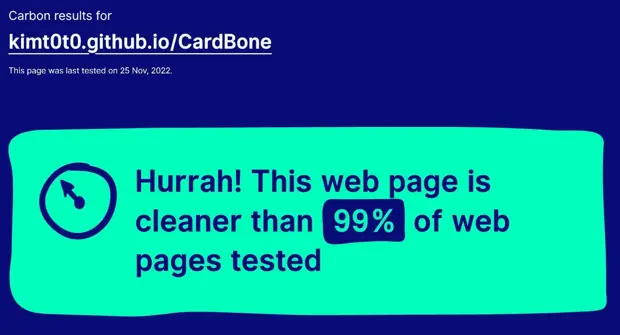 Carbon results for
kimt0t0.github.io/CardBone
This page was last tested on 25 Nov, 2022.
Hurrah! This web page is
cleaner than 99% of web
pages tested